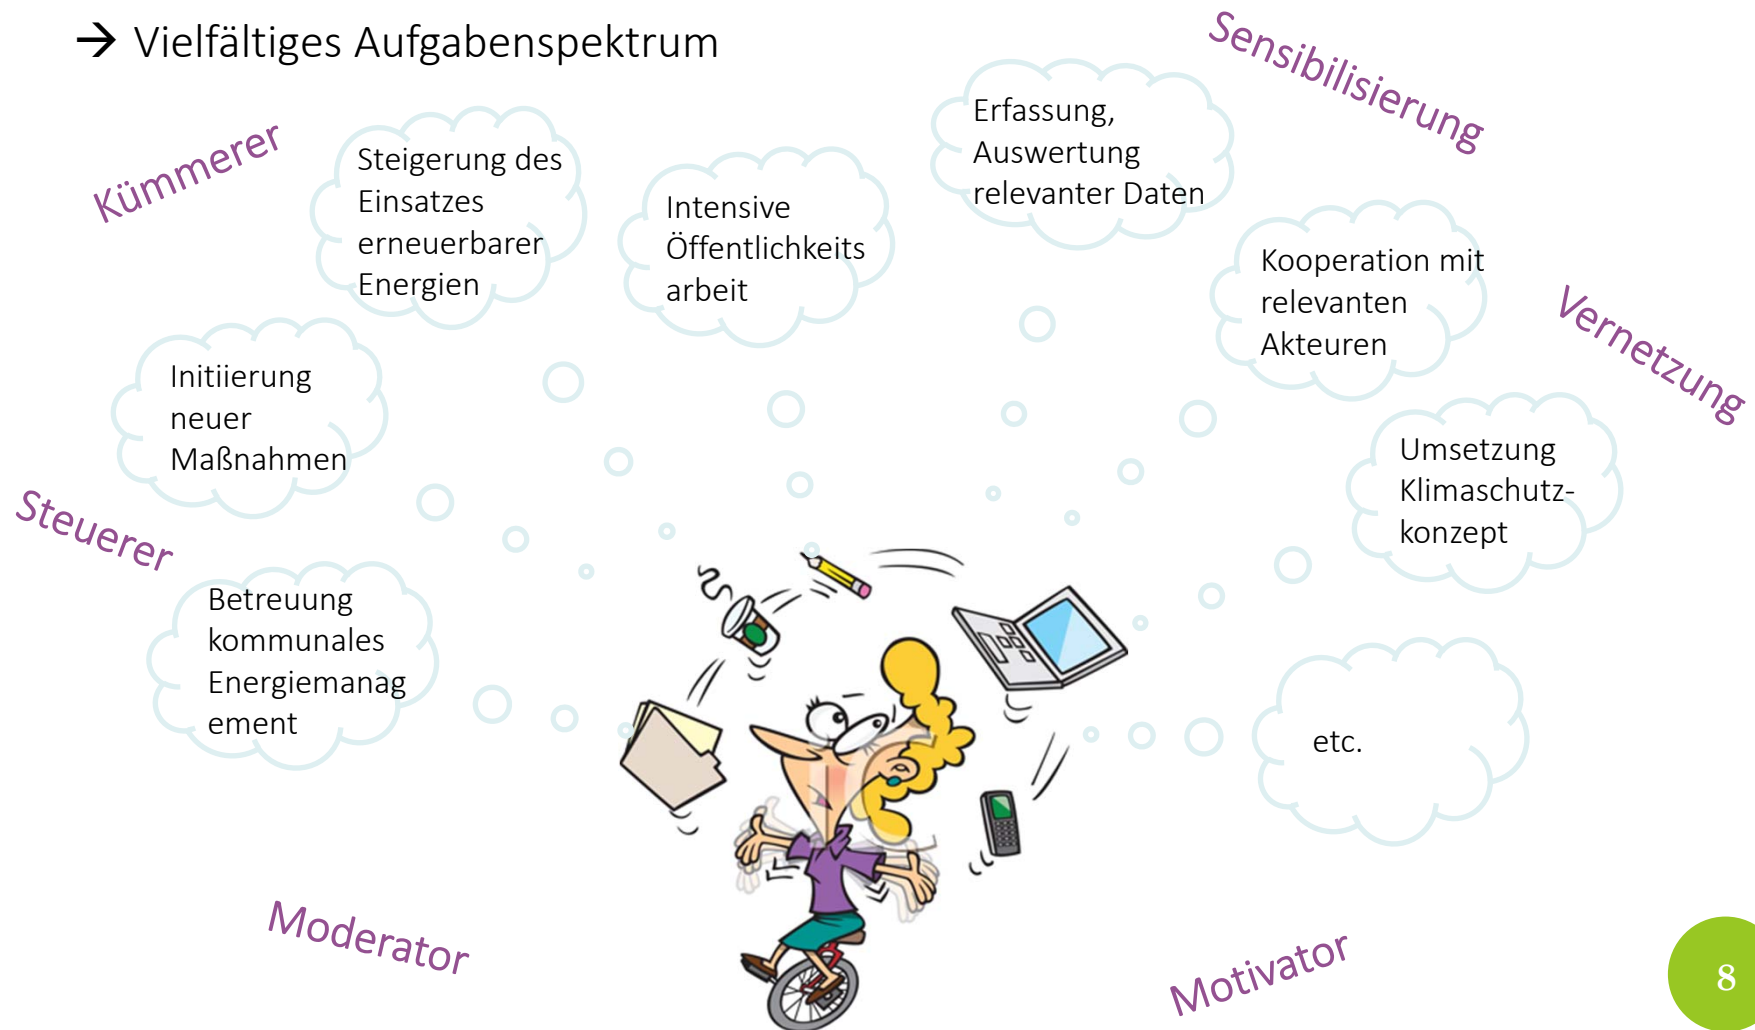 → Vielfältiges Aufgabenspektrum
Sensibilisierung
Kümmerer
Steigerung des
Einsatzes
erneuerbarer
Energien
Intensive
Öffentlichkeits
arbeit
Erfassung,
Auswertung
relevanter Daten
Kooperation mit
relevanten
Akteuren
Vernetzung
Initiierung
neuer
Maßnahmen
Umsetzung
Klimaschutz-
konzept
Steuerer
Betreuung
kommunales
Energiemanag
ement
etc.
Moderator
Motivator
8